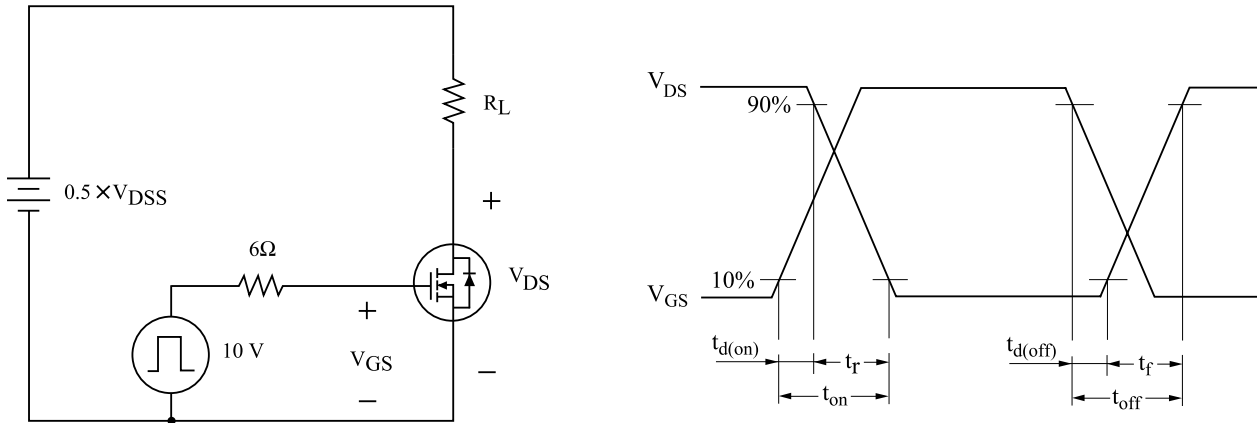 R_L
0.5 ×V_DSS
+
6Ω
V_DS
+
10 V
V_GS
−
−
V_DS
90%
10%
V_GS
t_d(on)
t_r
t_on
t_d(off)
t_f
t_off